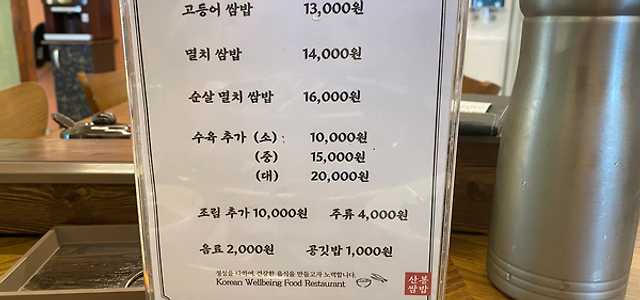 고등어 쌈밥 13,000원
멸치 쌈밥 14,000원
순살 멸치 쌈밥 16,000원
수육 추가 (소) : 10,000원
(중) 15,000원
(대) 20,000원
조림 추가 10,000원 주류 4,000원
음료 2,000원 공깃밥 1,000원
정성을 다하여 건강한 음식을 만들고자 노력합니다.
Korean Wellbeing Food Restaurant
산봉
쌈밥